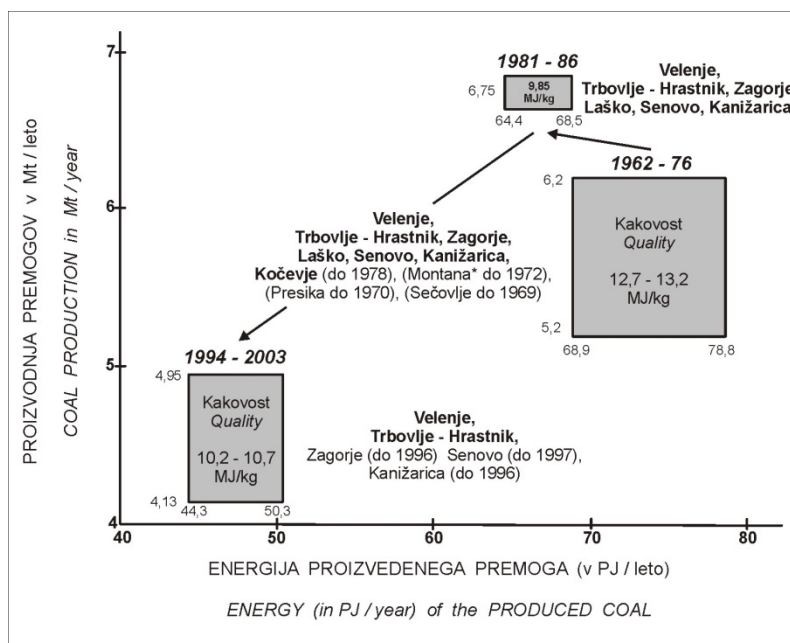 PROIZVODNJA PREMOGOV v Mt / leto
COAL PRODUCTION in Mt / year
7
6
5
4
1981 - 86
6,75
9,85
MJ/kg
64,4
68,5
Velenje,
Trbovlje - Hrastnik, Zagorje,
Laško, Senovo, Kanižarica,
1962 - 76
6,2
Kakovost
Quality
12,7 - 13,2
MJ/kg
5,2
68,9
78,8
Velenje,
Trbovlje - Hrastnik, Zagorje,
Laško, Senovo, Kanižarica,
Kočevje (do 1978), (Montana* do 1972),
(Presika do 1970), (Sečovlje do 1969)
1994 - 2003
4,95
Kakovost
Quality
10,2 - 10,7
MJ/kg
4,13
44,3
50,3
Velenje,
Trbovlje - Hrastnik,
Zagorje (do 1996) Senovo (do 1997),
Kanižarica (do 1996)
40
50
60
70
80
ENERGIJA PROIZVEDENEGA PREMOGA (v PJ / leto)
ENERGY (in PJ / year) of the PRODUCED COAL